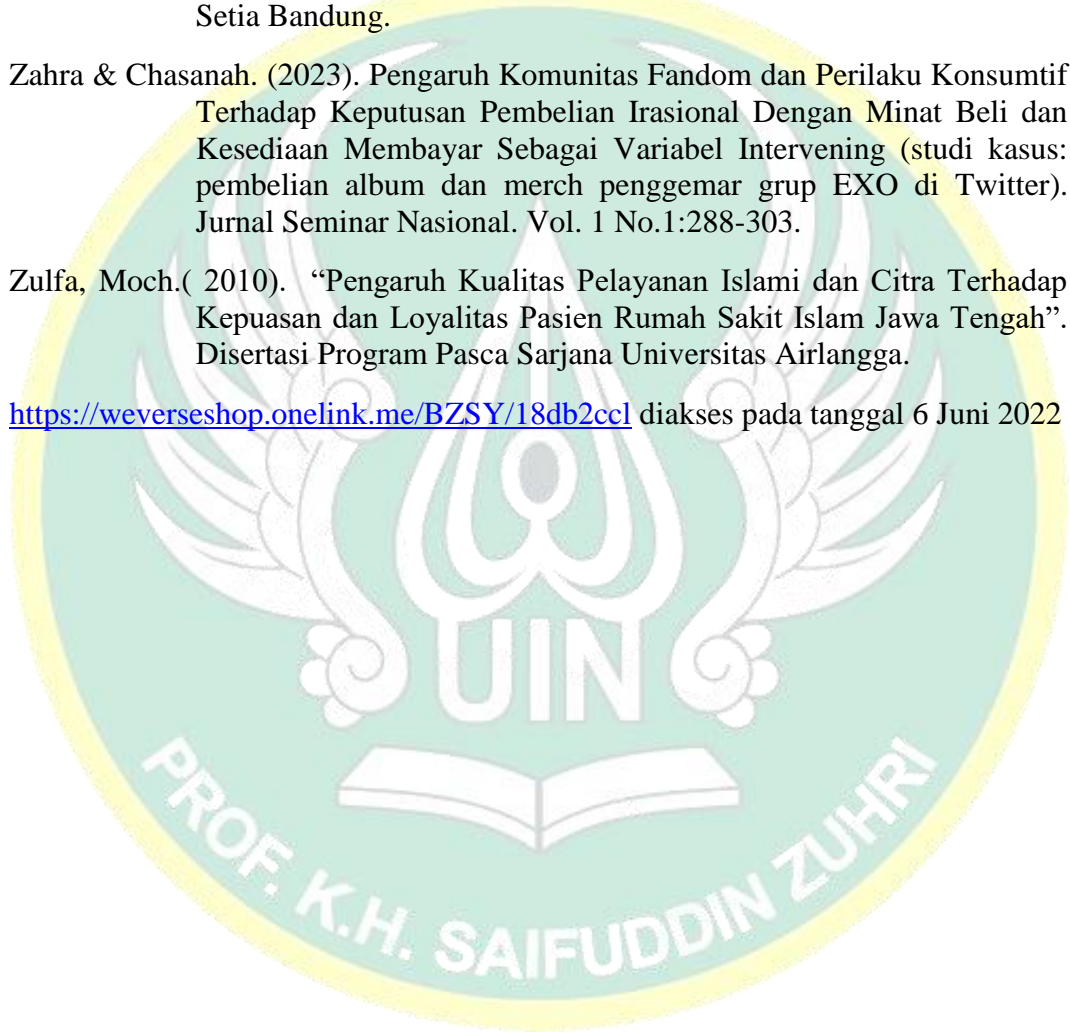 Setia Bandung.
Zahra & Chasanah. (2023). Pengaruh Komunitas Fandom dan Perilaku Konsumtif
Terhadap Keputusan Pembelian Irasional Dengan Minat Beli dan
Kesediaan Membayar Sebagai Variabel Intervening (studi kasus:
pembelian album dan merch penggemar grup EXO di Twitter).
Jurnal Seminar Nasional. Vol. 1 No.1:288-303.
Zulfa, Moch.( 2010). “Pengaruh Kualitas Pelayanan Islami dan Citra Terhadap
Kepuasan dan Loyalitas Pasien Rumah Sakit Islam Jawa Tengah”.
Disertasi Program Pasca Sarjana Universitas Airlangga.
https://weverseshop.onelink.me/BZSY/18db2ccl diakses pada tanggal 6 Juni 2022
UIN
PROF. K.H. SAIFUDDIN ZUHRI